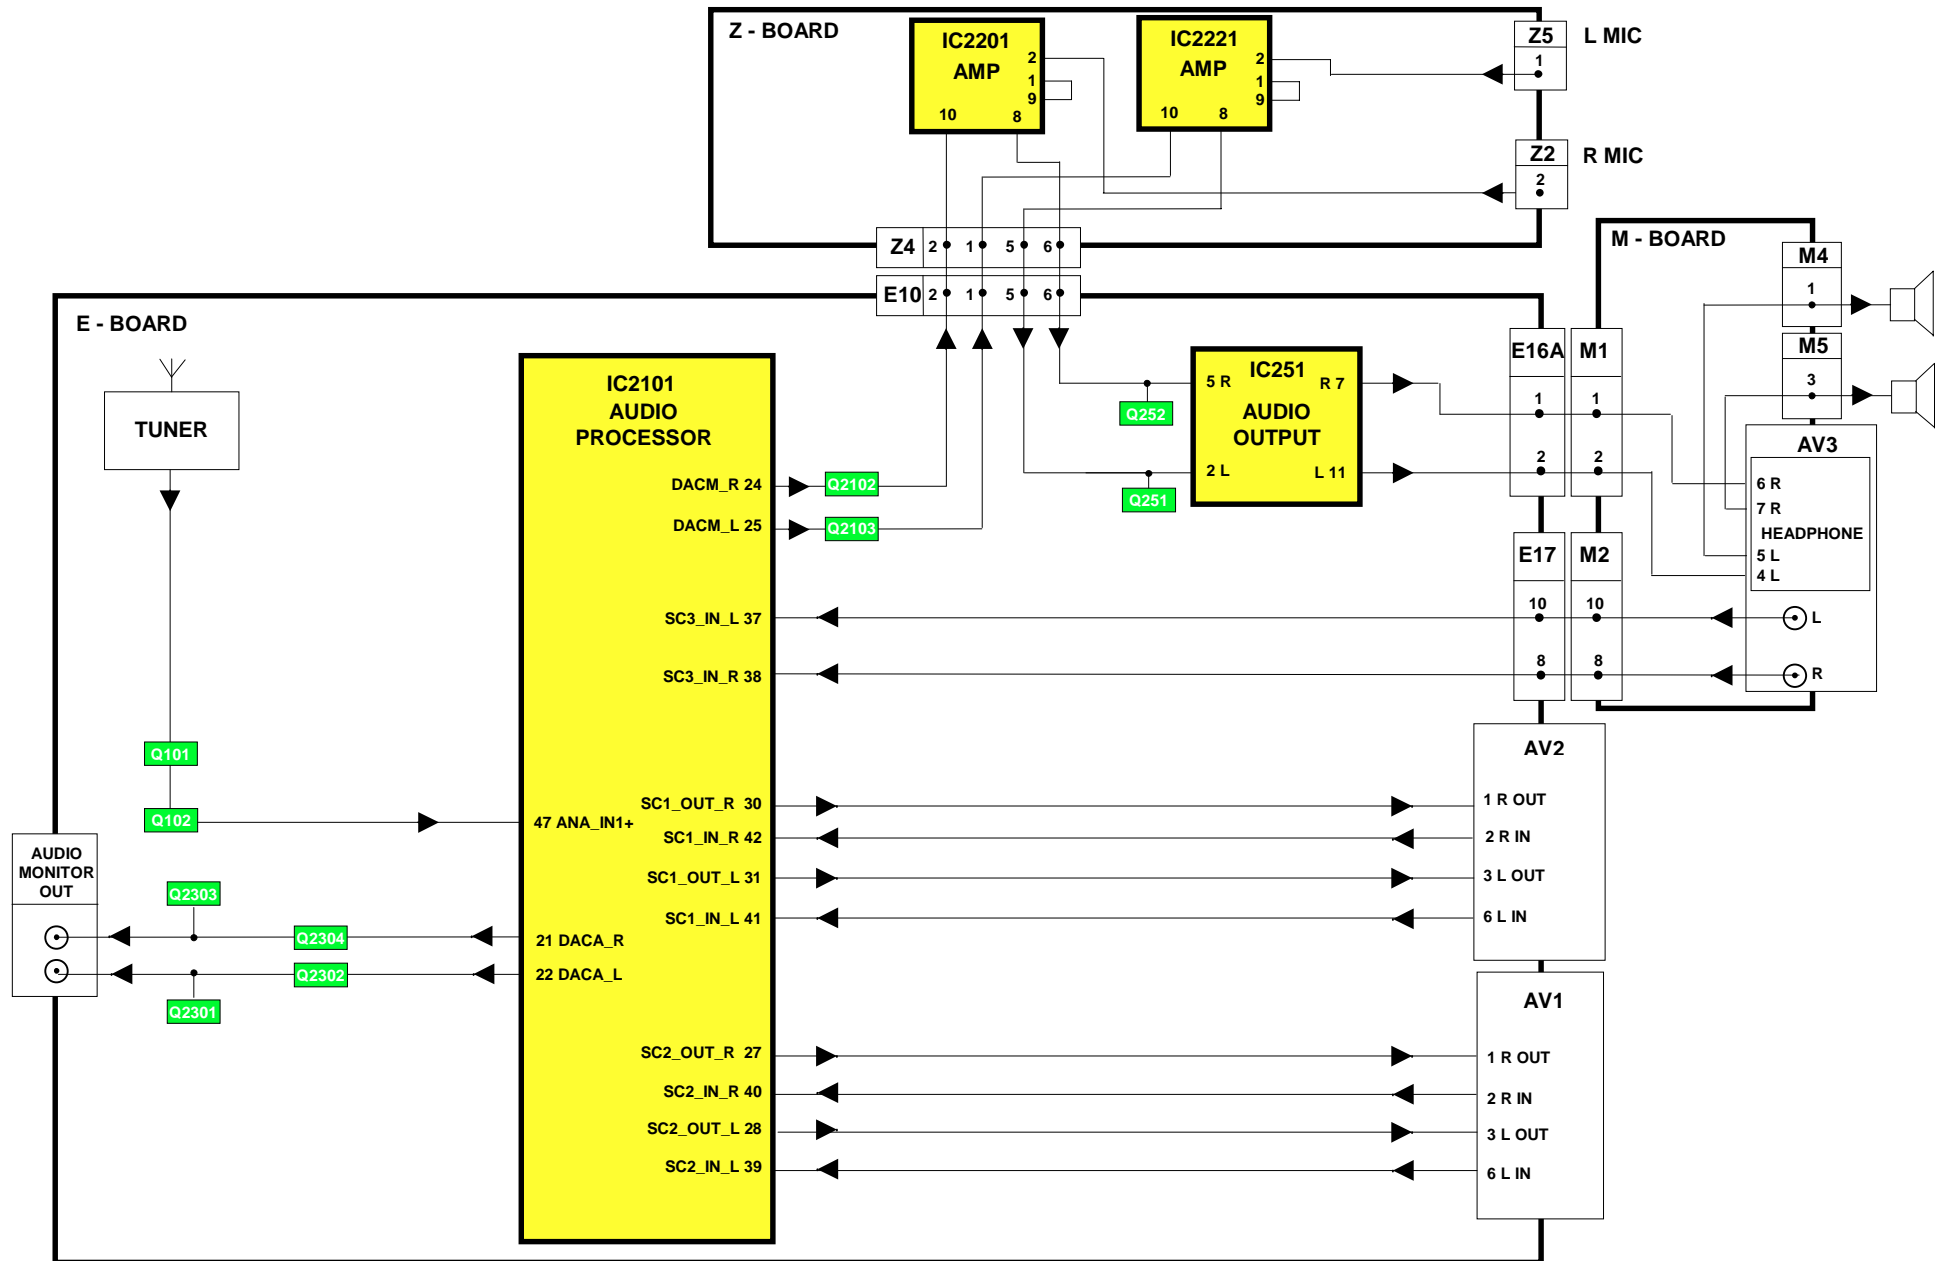 Z - BOARD
IC2201
AMP
2
1
9
10
8
IC2221
AMP
2
1
9
10
8
Z5
1
L MIC
Z2
2
R MIC
Z4 2 1 5 6
E10 2 1 5 6
M - BOARD
M4
1
M5
3
E - BOARD
TUNER
IC2101
AUDIO
PROCESSOR
DACM_R 24
DACM_L 25
SC3_IN_L 37
SC3_IN_R 38
SC1_OUT_R 30
47 ANA_IN1+
SC1_IN_R 42
SC1_OUT_L 31
SC1_IN_L 41
21 DACA_R
22 DACA_L
SC2_OUT_R 27
SC2_IN_R 40
SC2_OUT_L 28
SC2_IN_L 39
Q2102
Q2103
Q252
Q251
IC251
5 R
R 7
AUDIO
OUTPUT
2 L
L 11
E16A
1
2
M1
1
2
E17
10
8
M2
10
8
AV3
6 R
7 R
HEADPHONE
5 L
4 L
L
R
Q101
Q102
AUDIO
MONITOR
OUT
Q2303
Q2304
Q2302
Q2301
AV2
1 R OUT
2 R IN
3 L OUT
6 L IN
AV1
1 R OUT
2 R IN
3 L OUT
6 L IN